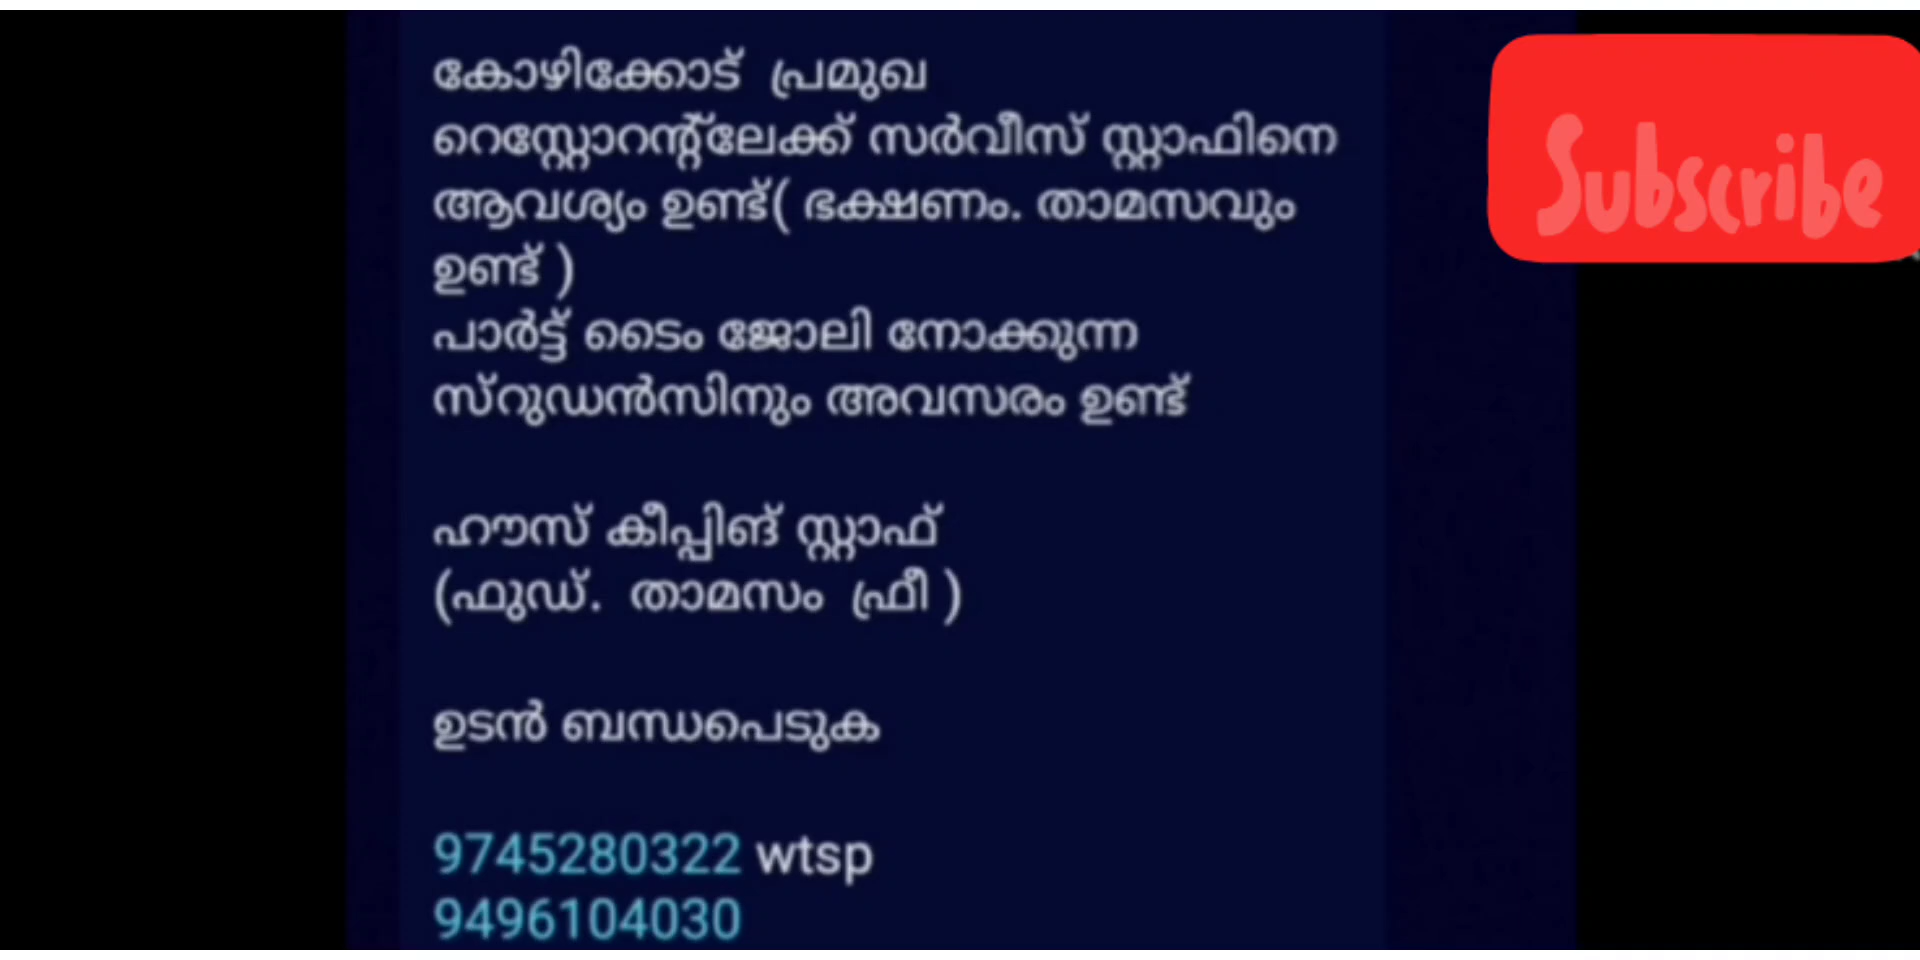 കോഴിക്കോട് പ്രമുഖ
റെസ്റ്റോറന്റ്ലേക്ക് സർവീസ് സ്റ്റാഫിനെ
ആവശ്യം ഉണ്ട്( ഭക്ഷണം. താമസവും
ഉണ്ട് )
പാർട്ട് ടൈം ജോലി നോക്കുന്ന
സ്റുഡൻസിനും അവസരം ഉണ്ട്
ഹൗസ് കീപ്പിങ് സ്റ്റാഫ്
(ഫുഡ്. താമസം ഫ്രീ )
ഉടൻ ബന്ധപെടുക
9745280322 wtsp
9496104030
Subscribe